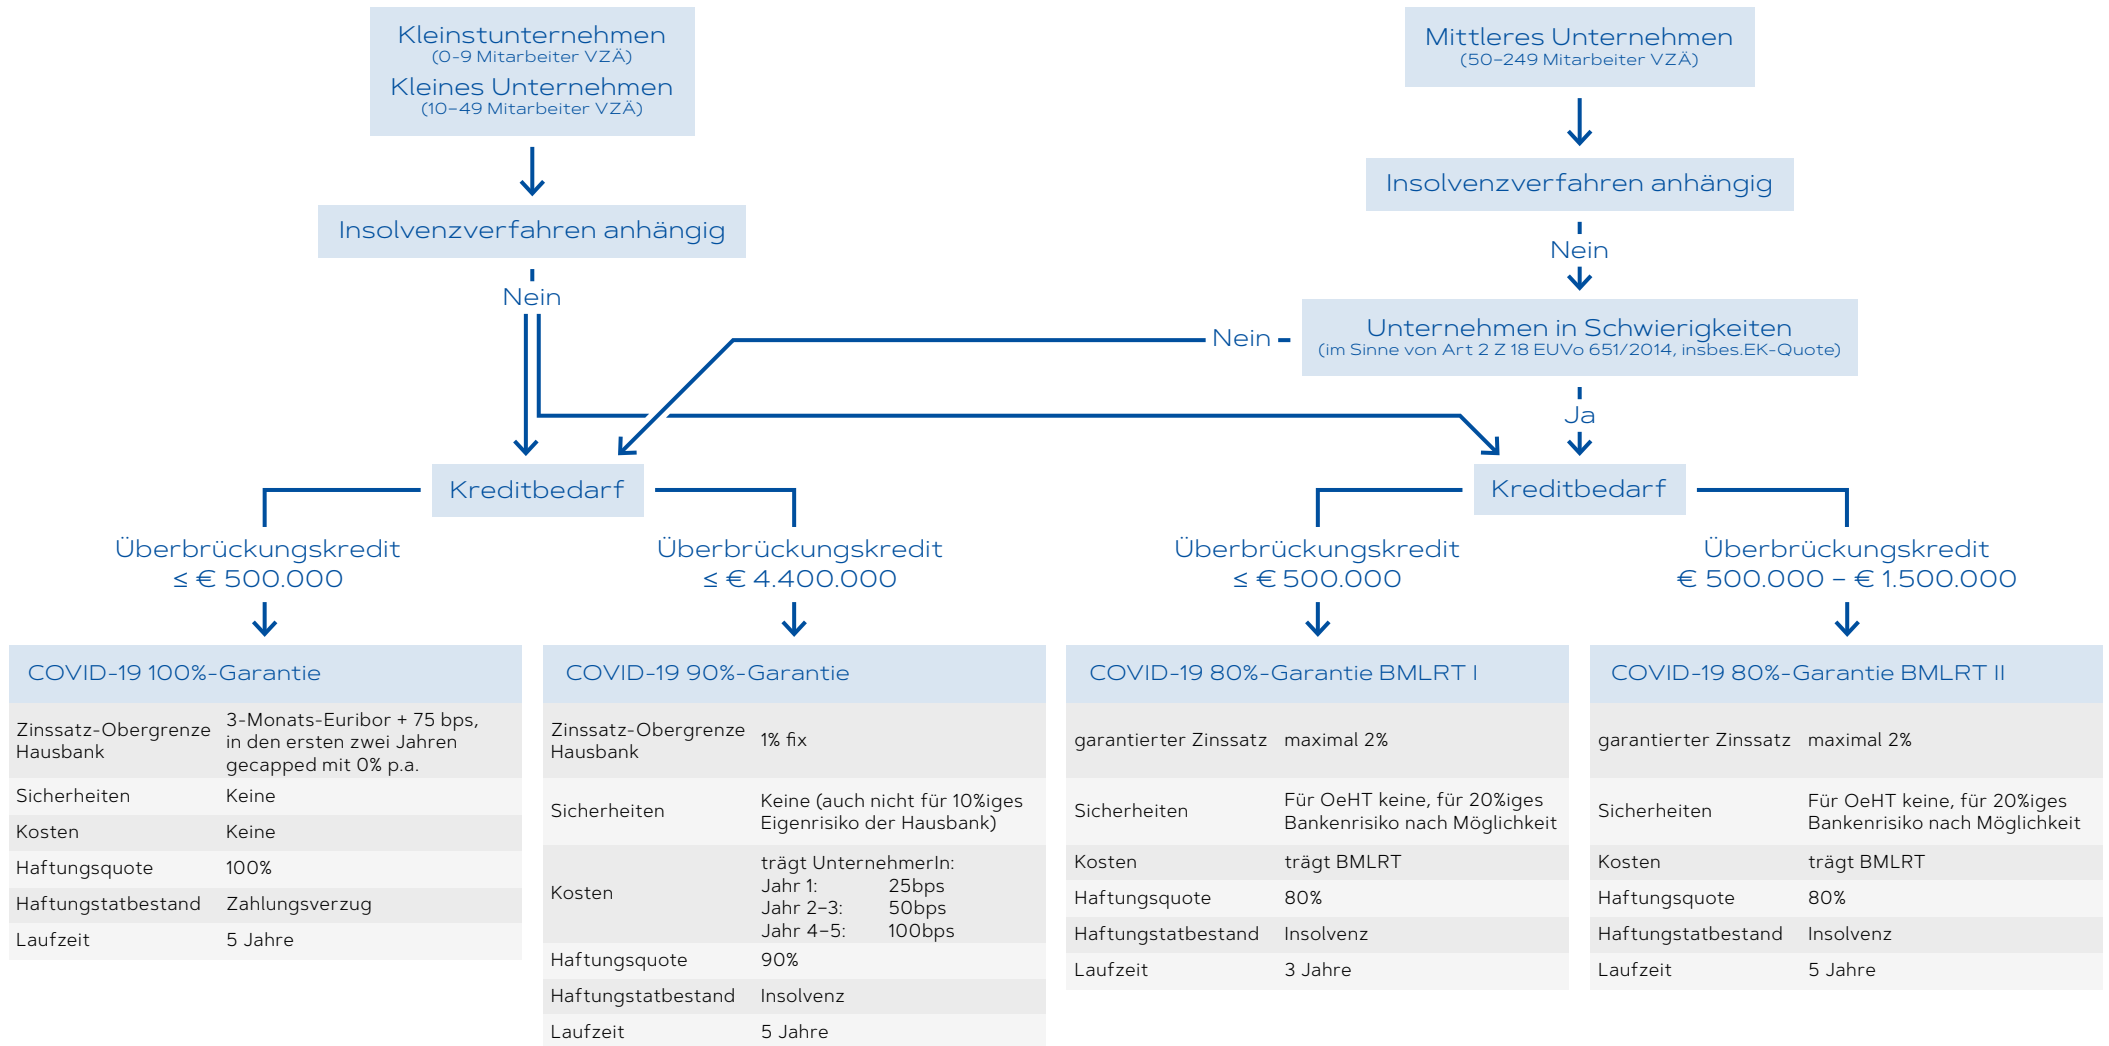 Kleinstunternehmen
(0-9 Mitarbeiter VZÄ)
Kleines Unternehmen
(10-49 Mitarbeiter VZÄ)
Mittleres Unternehmen
(50-249 Mitarbeiter VZÄ)
Insolvenzverfahren anhängig
Insolvenzverfahren anhängig
Nein
Nein
Unternehmen in Schwierigkeiten
(im Sinne von Art 2 Z 18 EUVo 651/2014, insbes.EK-Quote)
Nein
Ja
Kreditbedarf
Kreditbedarf
Überbrückungskredit
≤ € 500.000
Überbrückungskredit
≤ € 4.400.000
Überbrückungskredit
≤ € 500.000
Überbrückungskredit
€ 500.000 – € 1.500.000
COVID-19 100%-Garantie
Zinssatz-Obergrenze
Hausbank
3-Monats-Euribor + 75 bps,
in den ersten zwei Jahren
gecapped mit 0% p.a.
Sicherheiten Keine
Kosten Keine
Haftungsquote 100%
Haftungstatbestand Zahlungsverzug
Laufzeit 5 Jahre
COVID-19 90%-Garantie
Zinssatz-Obergrenze
Hausbank
1% fix
Sicherheiten
Keine (auch nicht für 10%iges
Eigenrisiko der Hausbank)
Kosten
trägt UnternehmerIn:
Jahr 1: 25bps
Jahr 2–3: 50bps
Jahr 4–5: 100bps
Haftungsquote 90%
Haftungstatbestand Insolvenz
Laufzeit 5 Jahre
COVID-19 80%-Garantie BMLRT I
garantierter Zinssatz maximal 2%
Sicherheiten
Für OeHT keine, für 20%iges
Bankenrisiko nach Möglichkeit
Kosten trägt BMLRT
Haftungsquote 80%
Haftungstatbestand Insolvenz
Laufzeit 3 Jahre
COVID-19 80%-Garantie BMLRT II
garantierter Zinssatz maximal 2%
Sicherheiten
Für OeHT keine, für 20%iges
Bankenrisiko nach Möglichkeit
Kosten trägt BMLRT
Haftungsquote 80%
Haftungstatbestand Insolvenz
Laufzeit 5 Jahre